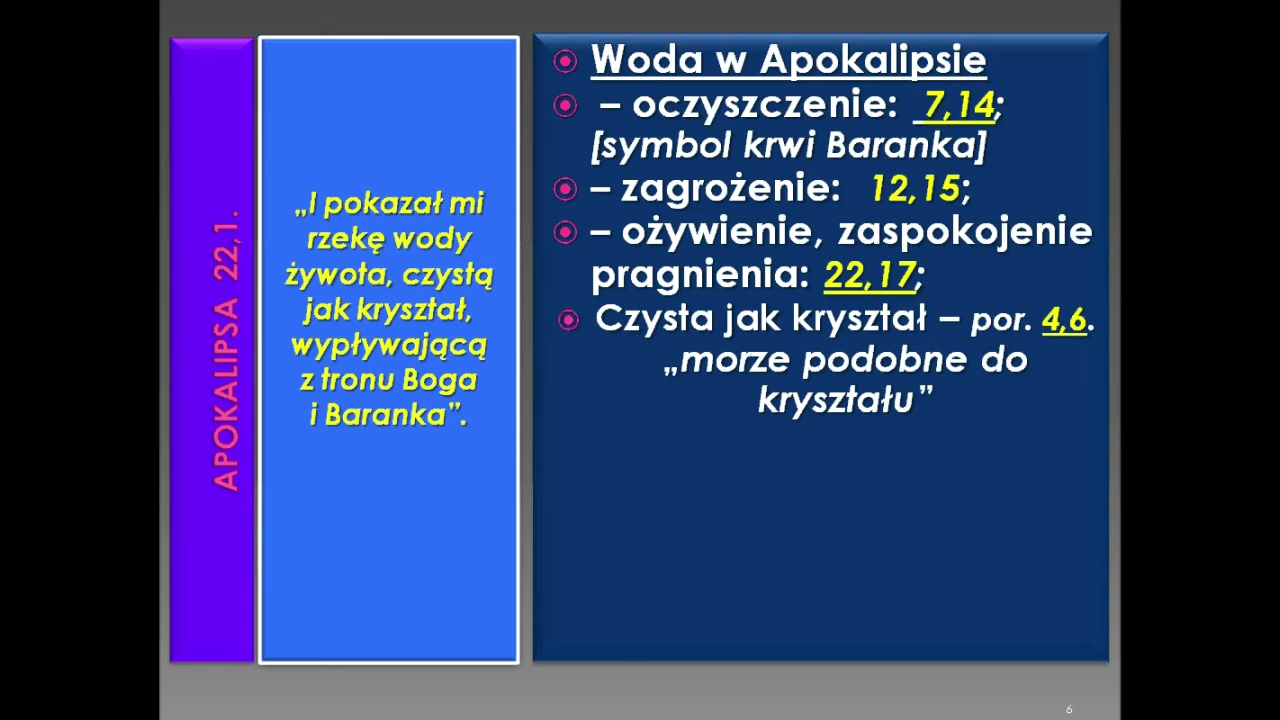 APOKALIPSA 22,1.
„I pokazał mi
rzekę wody
żywota, czystą
jak kryształ,
wypływającą
z tronu Boga
i Baranka”.
Woda w Apokalipsie
– oczyszczenie: 7,14;
[symbol krwi Baranka]
– zagrożenie: 12,15;
– ożywienie, zaspokojenie
pragnienia: 22,17;
Czysta jak kryształ – por. 4,6.
„morze podobne do
kryształu”
6